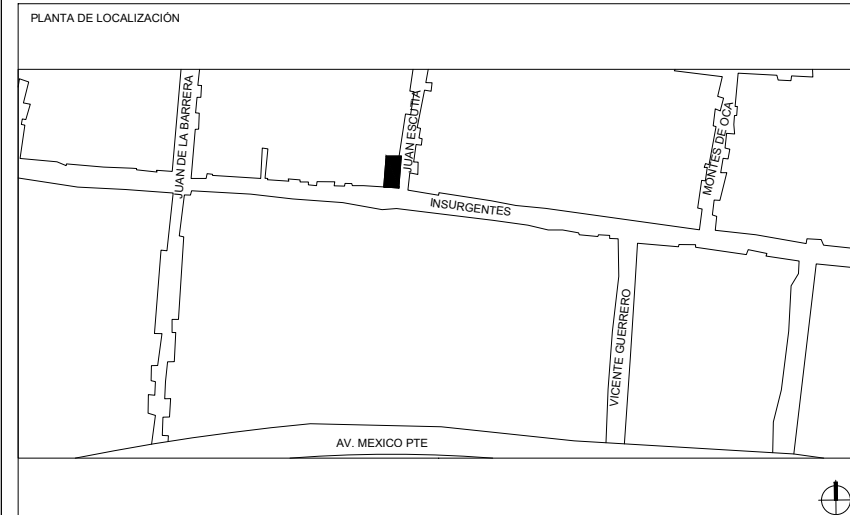 PLANTA DE LOCALIZACIÓN
JUAN DE LA BARRERA
JUAN ESCUTIA
MONTES DE OCA
INSURGENTES
VICENTE GUERRERO
AV. MEXICO PTE